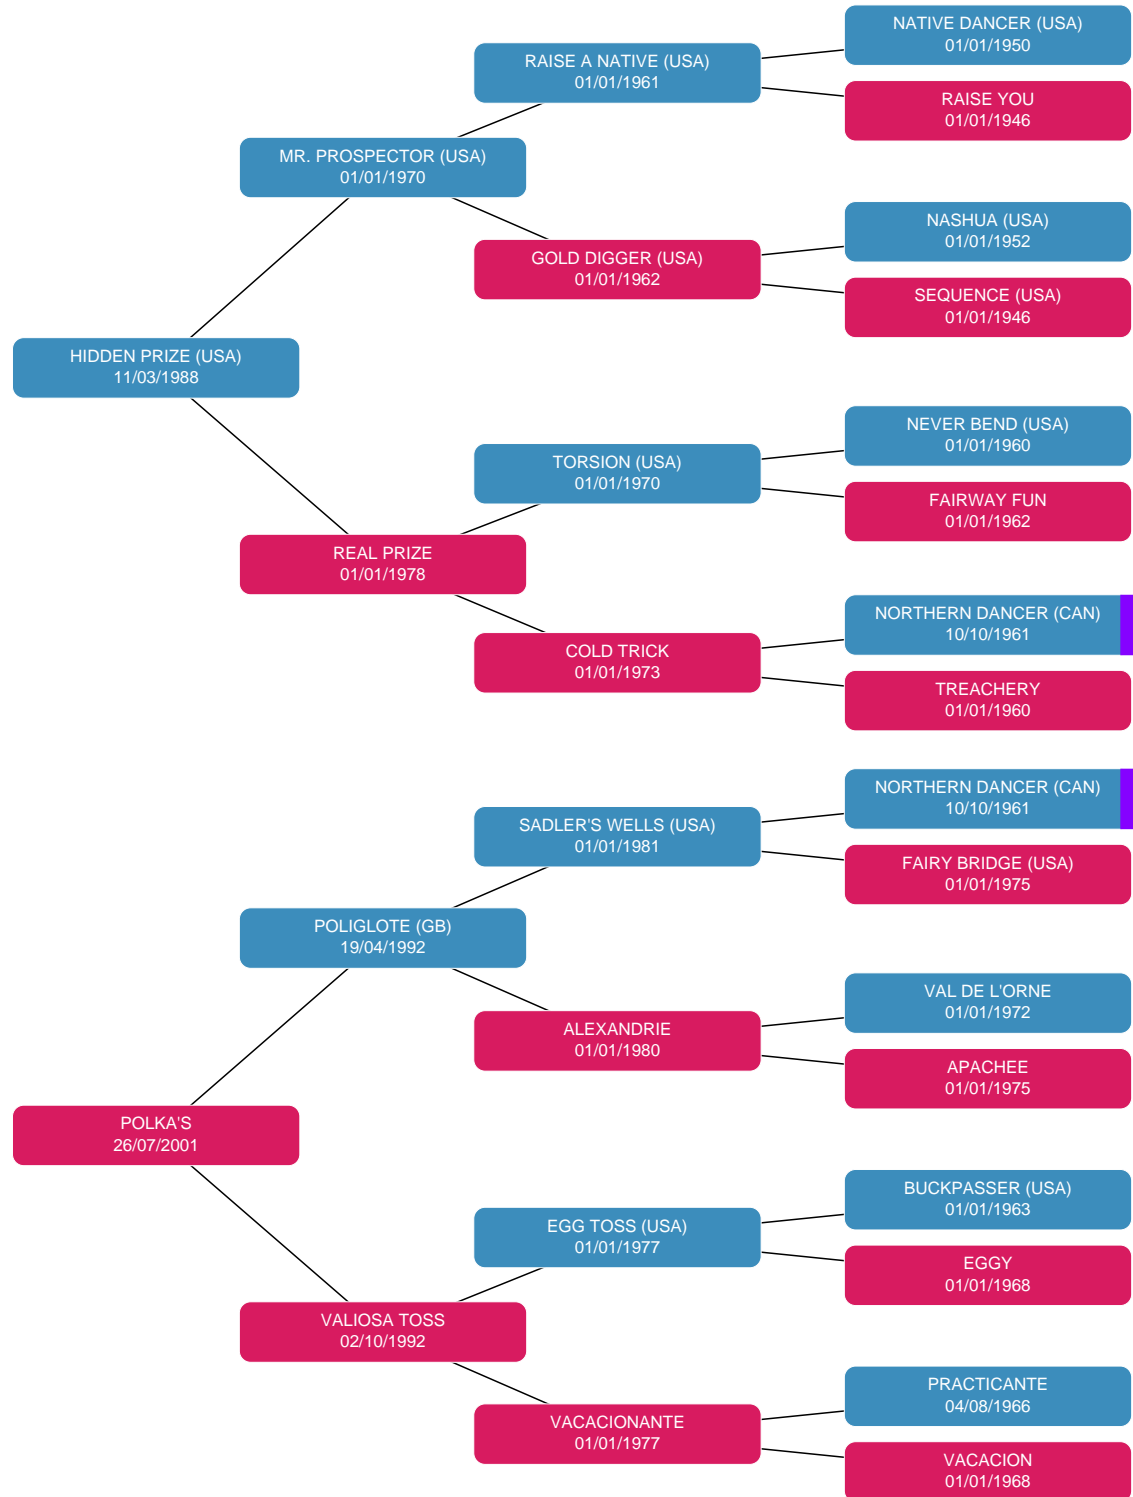 NATIVE DANCER (USA)
01/01/1950
RAISE A NATIVE (USA)
01/01/1961
RAISE YOU
01/01/1946
MR. PROSPECTOR (USA)
01/01/1970
NASHUA (USA)
01/01/1952
GOLD DIGGER (USA)
01/01/1962
SEQUENCE (USA)
01/01/1946
HIDDEN PRIZE (USA)
11/03/1988
NEVER BEND (USA)
01/01/1960
TORSION (USA)
01/01/1970
FAIRWAY FUN
01/01/1962
REAL PRIZE
01/01/1978
NORTHERN DANCER (CAN)
10/10/1961
COLD TRICK
01/01/1973
TREACHERY
01/01/1960
NORTHERN DANCER (CAN)
10/10/1961
SADLER'S WELLS (USA)
01/01/1981
FAIRY BRIDGE (USA)
01/01/1975
POLIGLOTE (GB)
19/04/1992
VAL DE L'ORNE
01/01/1972
ALEXANDRIE
01/01/1980
APACHEE
01/01/1975
POLKA'S
26/07/2001
BUCKPASSER (USA)
01/01/1963
EGG TOSS (USA)
01/01/1977
EGGY
01/01/1968
VALIOSA TOSS
02/10/1992
PRACTICANTE
04/08/1966
VACACIONANTE
01/01/1977
VACACION
01/01/1968